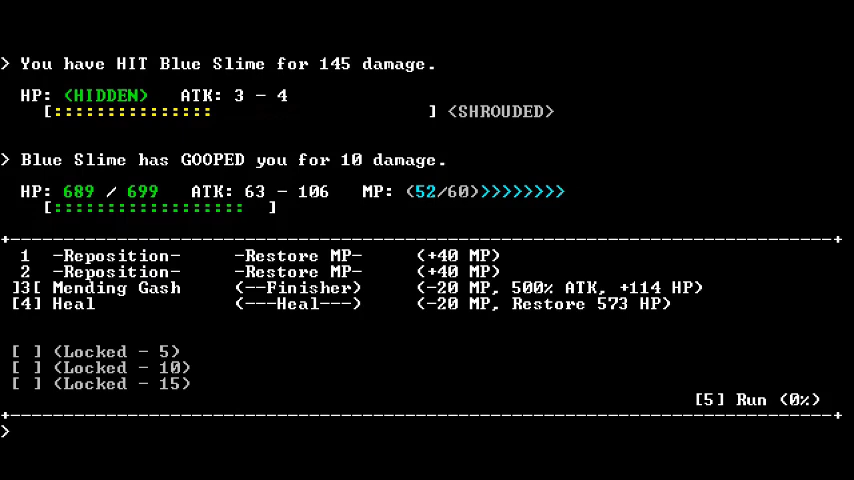 > You have HIT Blue Slime for 145 damage.
HP: <HIDDEN> ATK: 3 - 4
[::::::::::::::: ] <SHROUDED>
> Blue Slime has GOOPED you for 10 damage.
HP: 689 / 699 ATK: 63 - 106 MP: (52/60)>>>>>>>>
[:::::::::::::::::: ]
+-------------------------------------------------------------------------------+
1 -Reposition- -Restore MP- (+40 MP)
2 -Reposition- -Restore MP- (+40 MP)
]3[ Mending Gash (--Finisher) (-20 MP, 500% ATK, +114 HP)
[4] Heal (---Heal---) (-20 MP, Restore 573 HP)
[ ] (Locked - 5)
[ ] (Locked - 10)
[ ] (Locked - 15)
[5] Run (0%)
+-------------------------------------------------------------------------------+
>